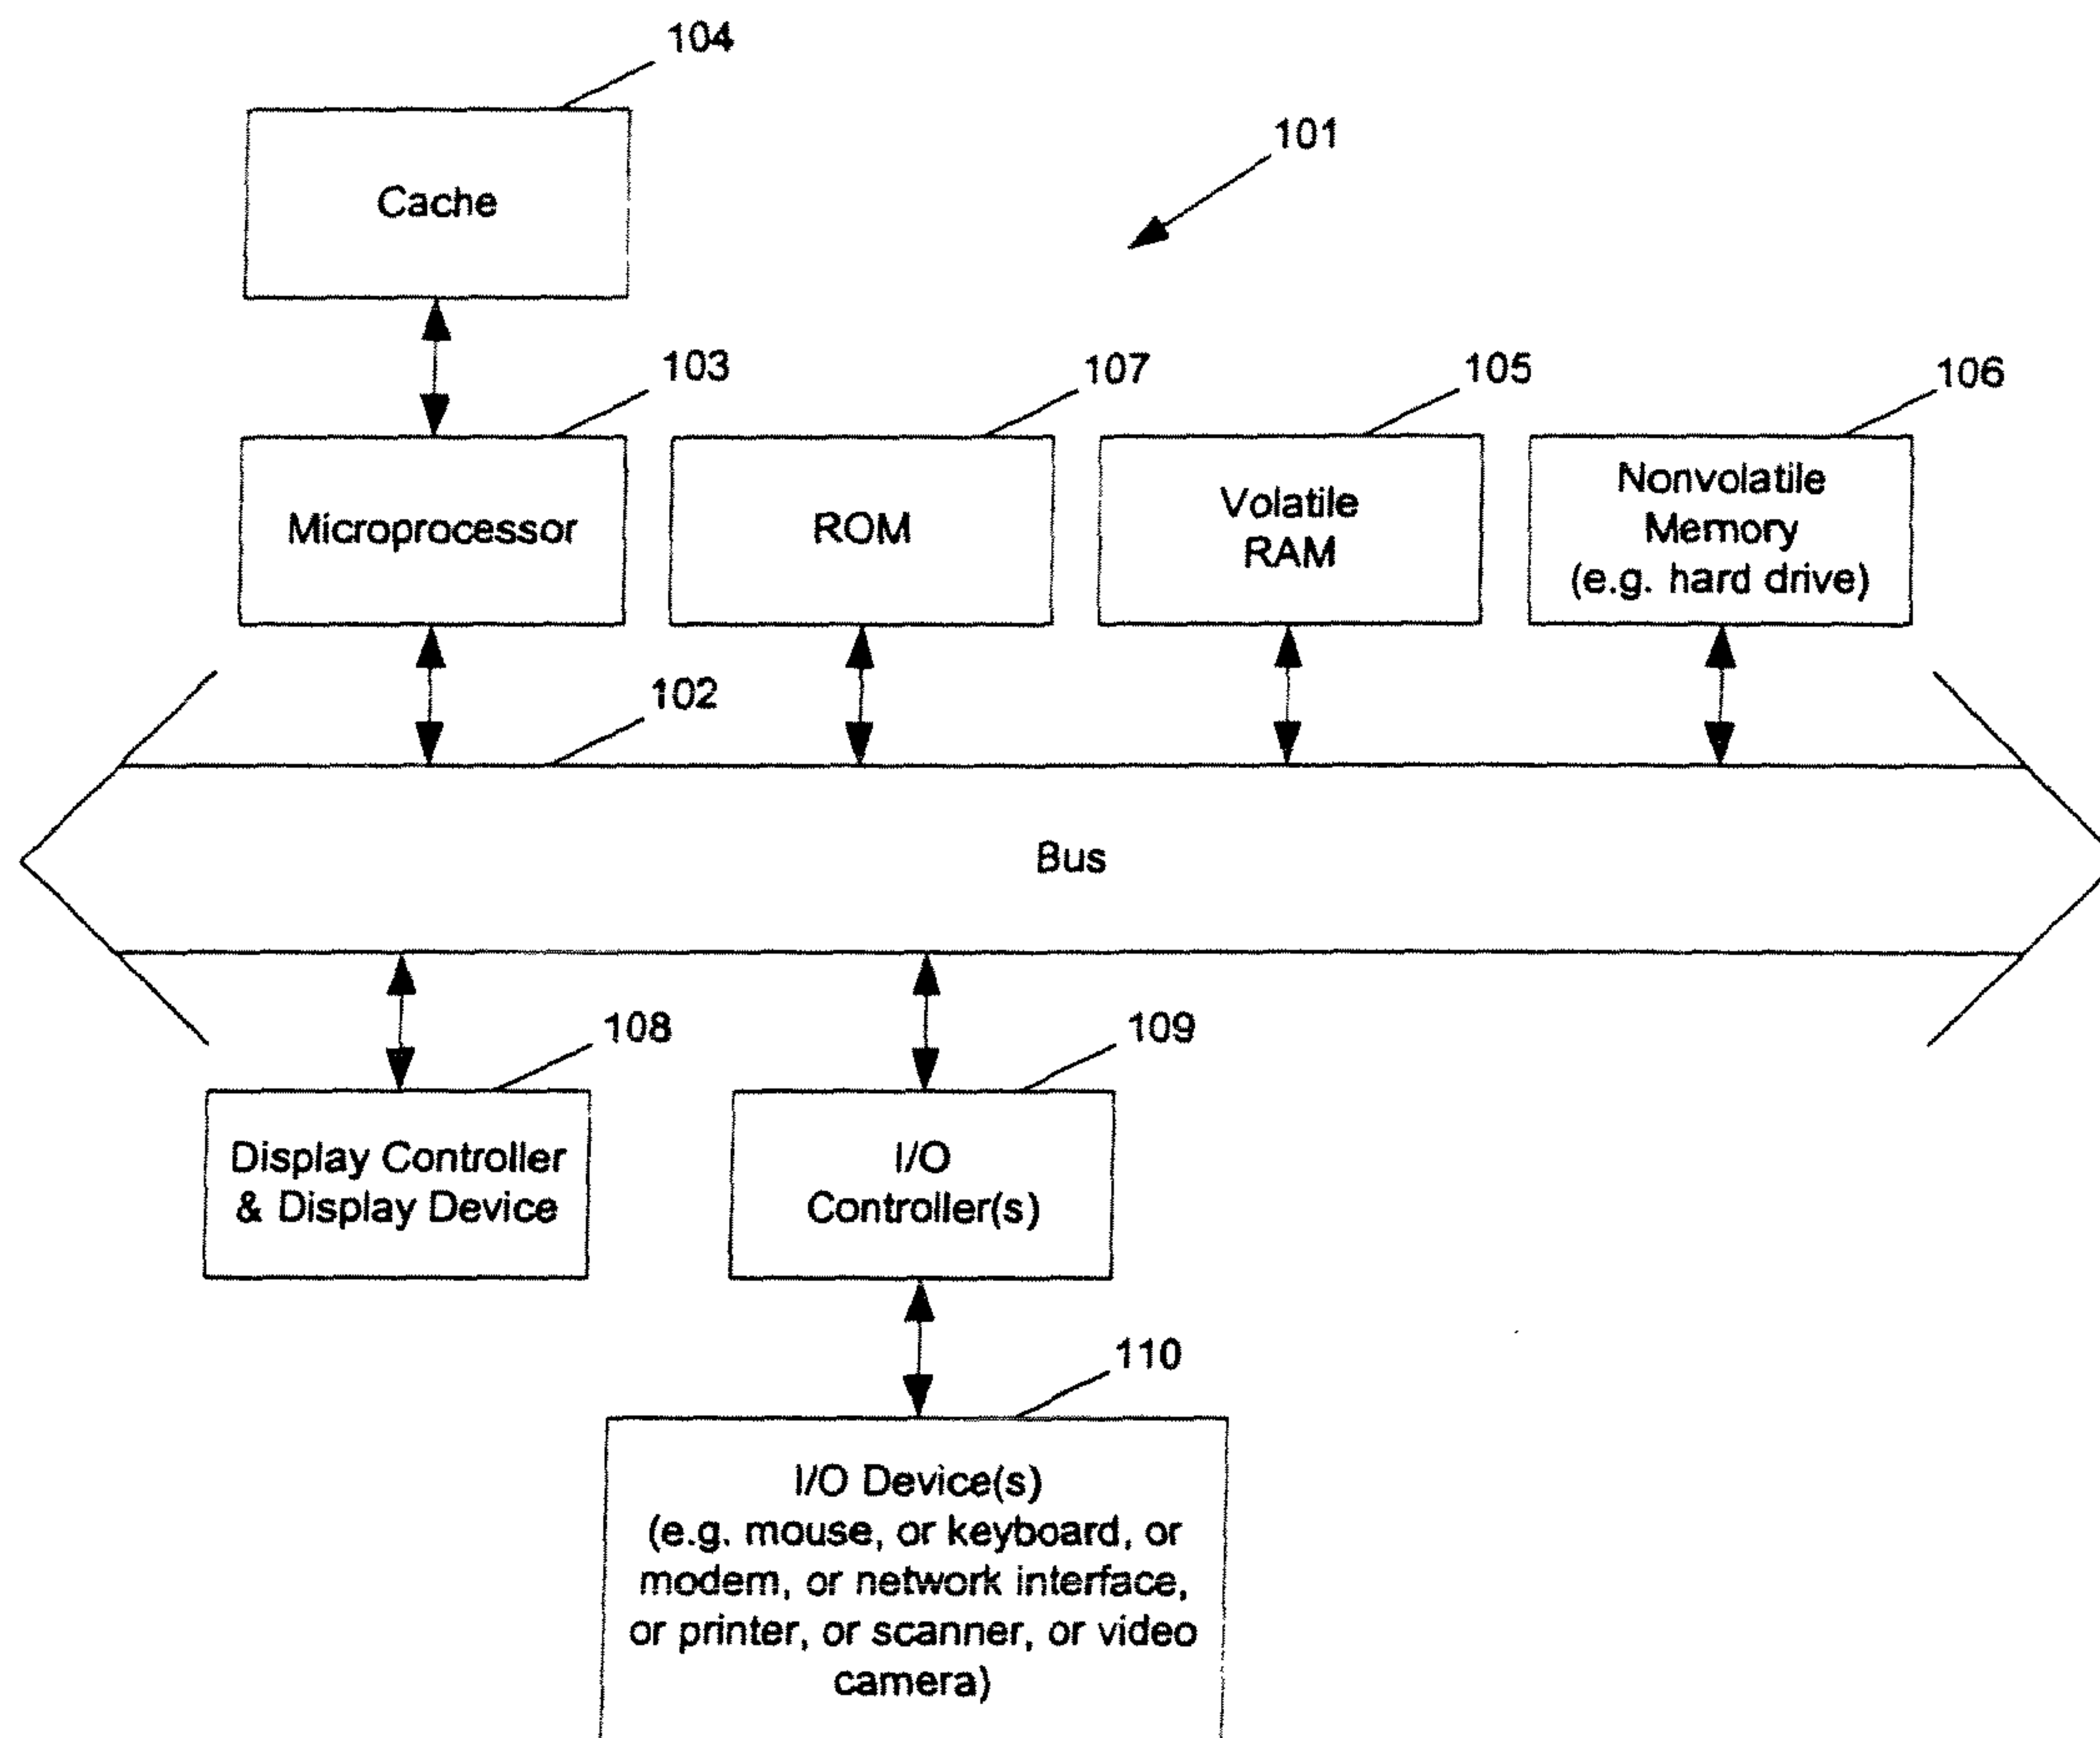 104
101
Cache
103
107
105
106
Microprocessor
ROM
Volatile
RAM
Nonvolatile
Memory
(e.g. hard drive)
102
Bus
108
109
Display Controller
& Display Device
I/O
Controller(s)
110
I/O Device(s)
(e.g. mouse, or keyboard, or
modem, or network interface,
or printer, or scanner, or video
camera)